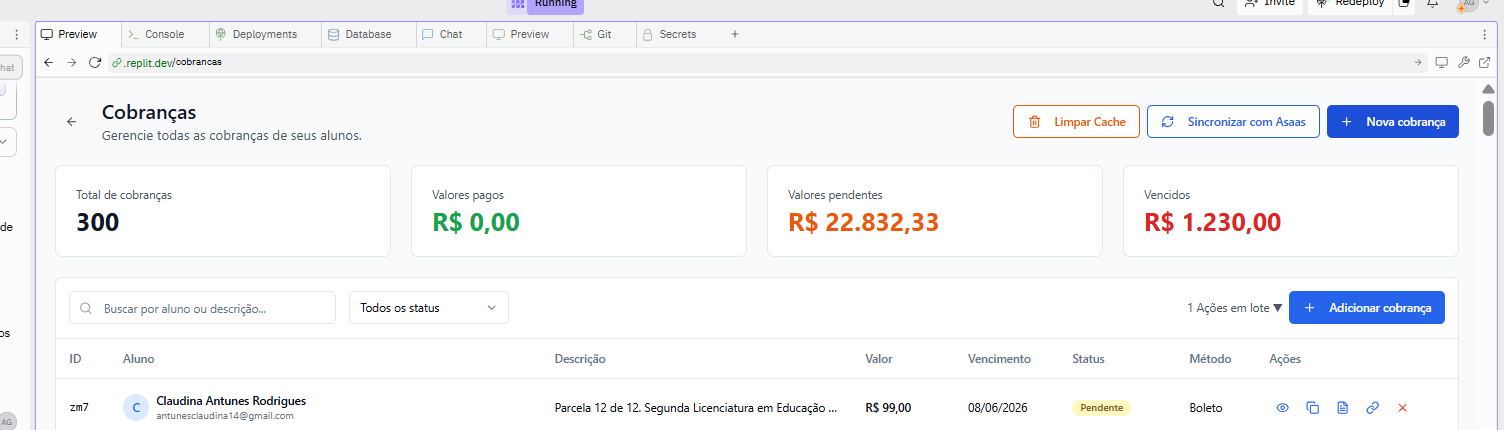 Running
Invite
Redeploy
AG
Preview
Console
Deployments
Database
Chat
Preview
Git
Secrets
hat
.replit.dev/cobrancas
Cobranças
Gerencie todas as cobranças de seus alunos.
Limpar Cache
Sincronizar com Asaas
Nova cobrança
Total de cobranças
300
Valores pagos
R$ 0,00
Valores pendentes
R$ 22.832,33
Vencidos
R$ 1.230,00
de
Buscar por aluno ou descrição...
Todos os status
1 Ações em lote ▼
Adicionar cobrança
os
ID Aluno Descrição Valor Vencimento Status Método Ações
zm7
C
Claudina Antunes Rodrigues
antunesclaudina14@gmail.com
Parcela 12 de 12. Segunda Licenciatura em Educação ...
R$ 99,00
08/06/2026
Pendente
Boleto
AG